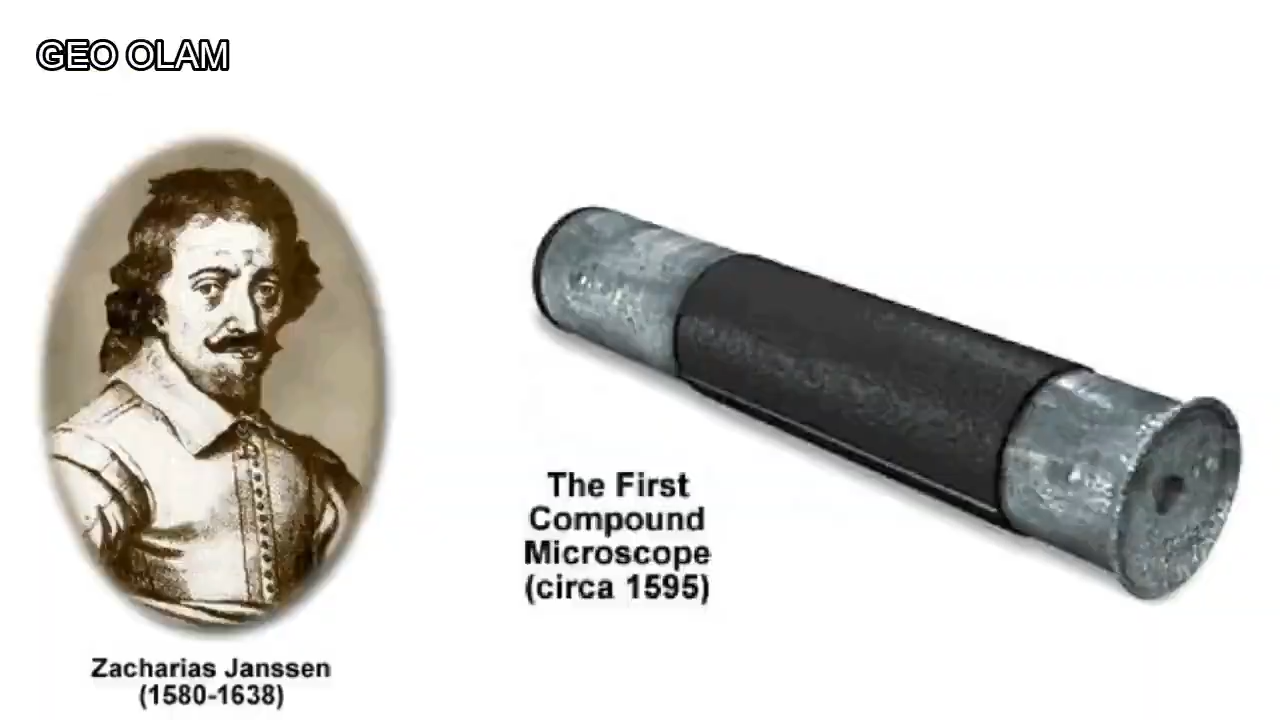 GEO OLAM
The First
Compound
Microscope
(circa 1595)
Zacharias Janssen
(1580-1638)